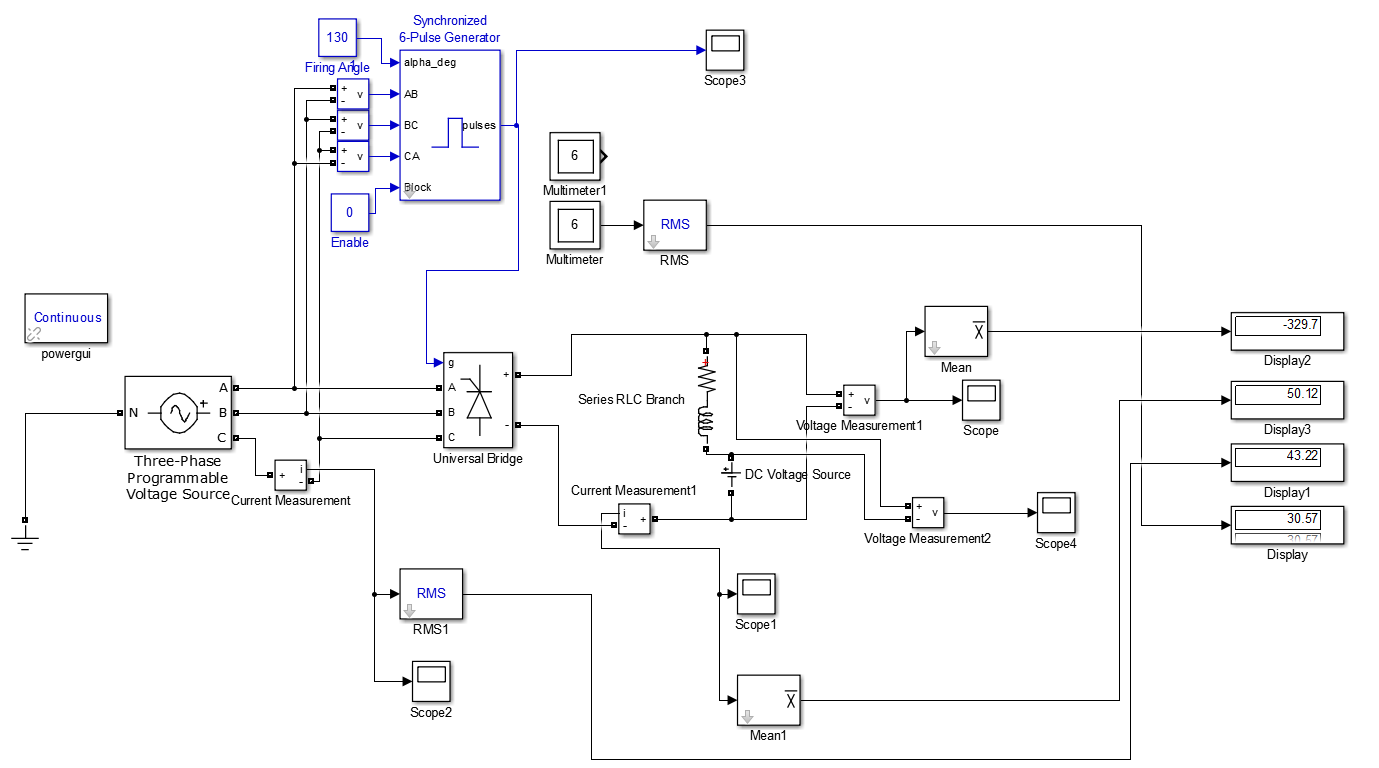 Synchronized
6-Pulse Generator
130
Firing Angle
alpha_deg
+
-
v
AB
+
-
v
BC
+
-
v
CA
pulses
Block
0
Enable
Scope3
6
Multimeter1
6
Multimeter
RMS
RMS
Continuous
powergui
N
A
B
C
+
Three-Phase
Programmable
Voltage Source
+
i
-
Current Measurement
g
A
B
C
+
-
Universal Bridge
+
Series RLC Branch
+
DC Voltage Source
+
-
v
Voltage Measurement1
X
Mean
Scope
-329.7
Display2
50.12
Display3
43.22
Display1
30.57
30.57
Display
Current Measurement1
i
-
+
+
-
v
Voltage Measurement2
Scope4
RMS
RMS1
Scope2
Scope1
X
Mean1